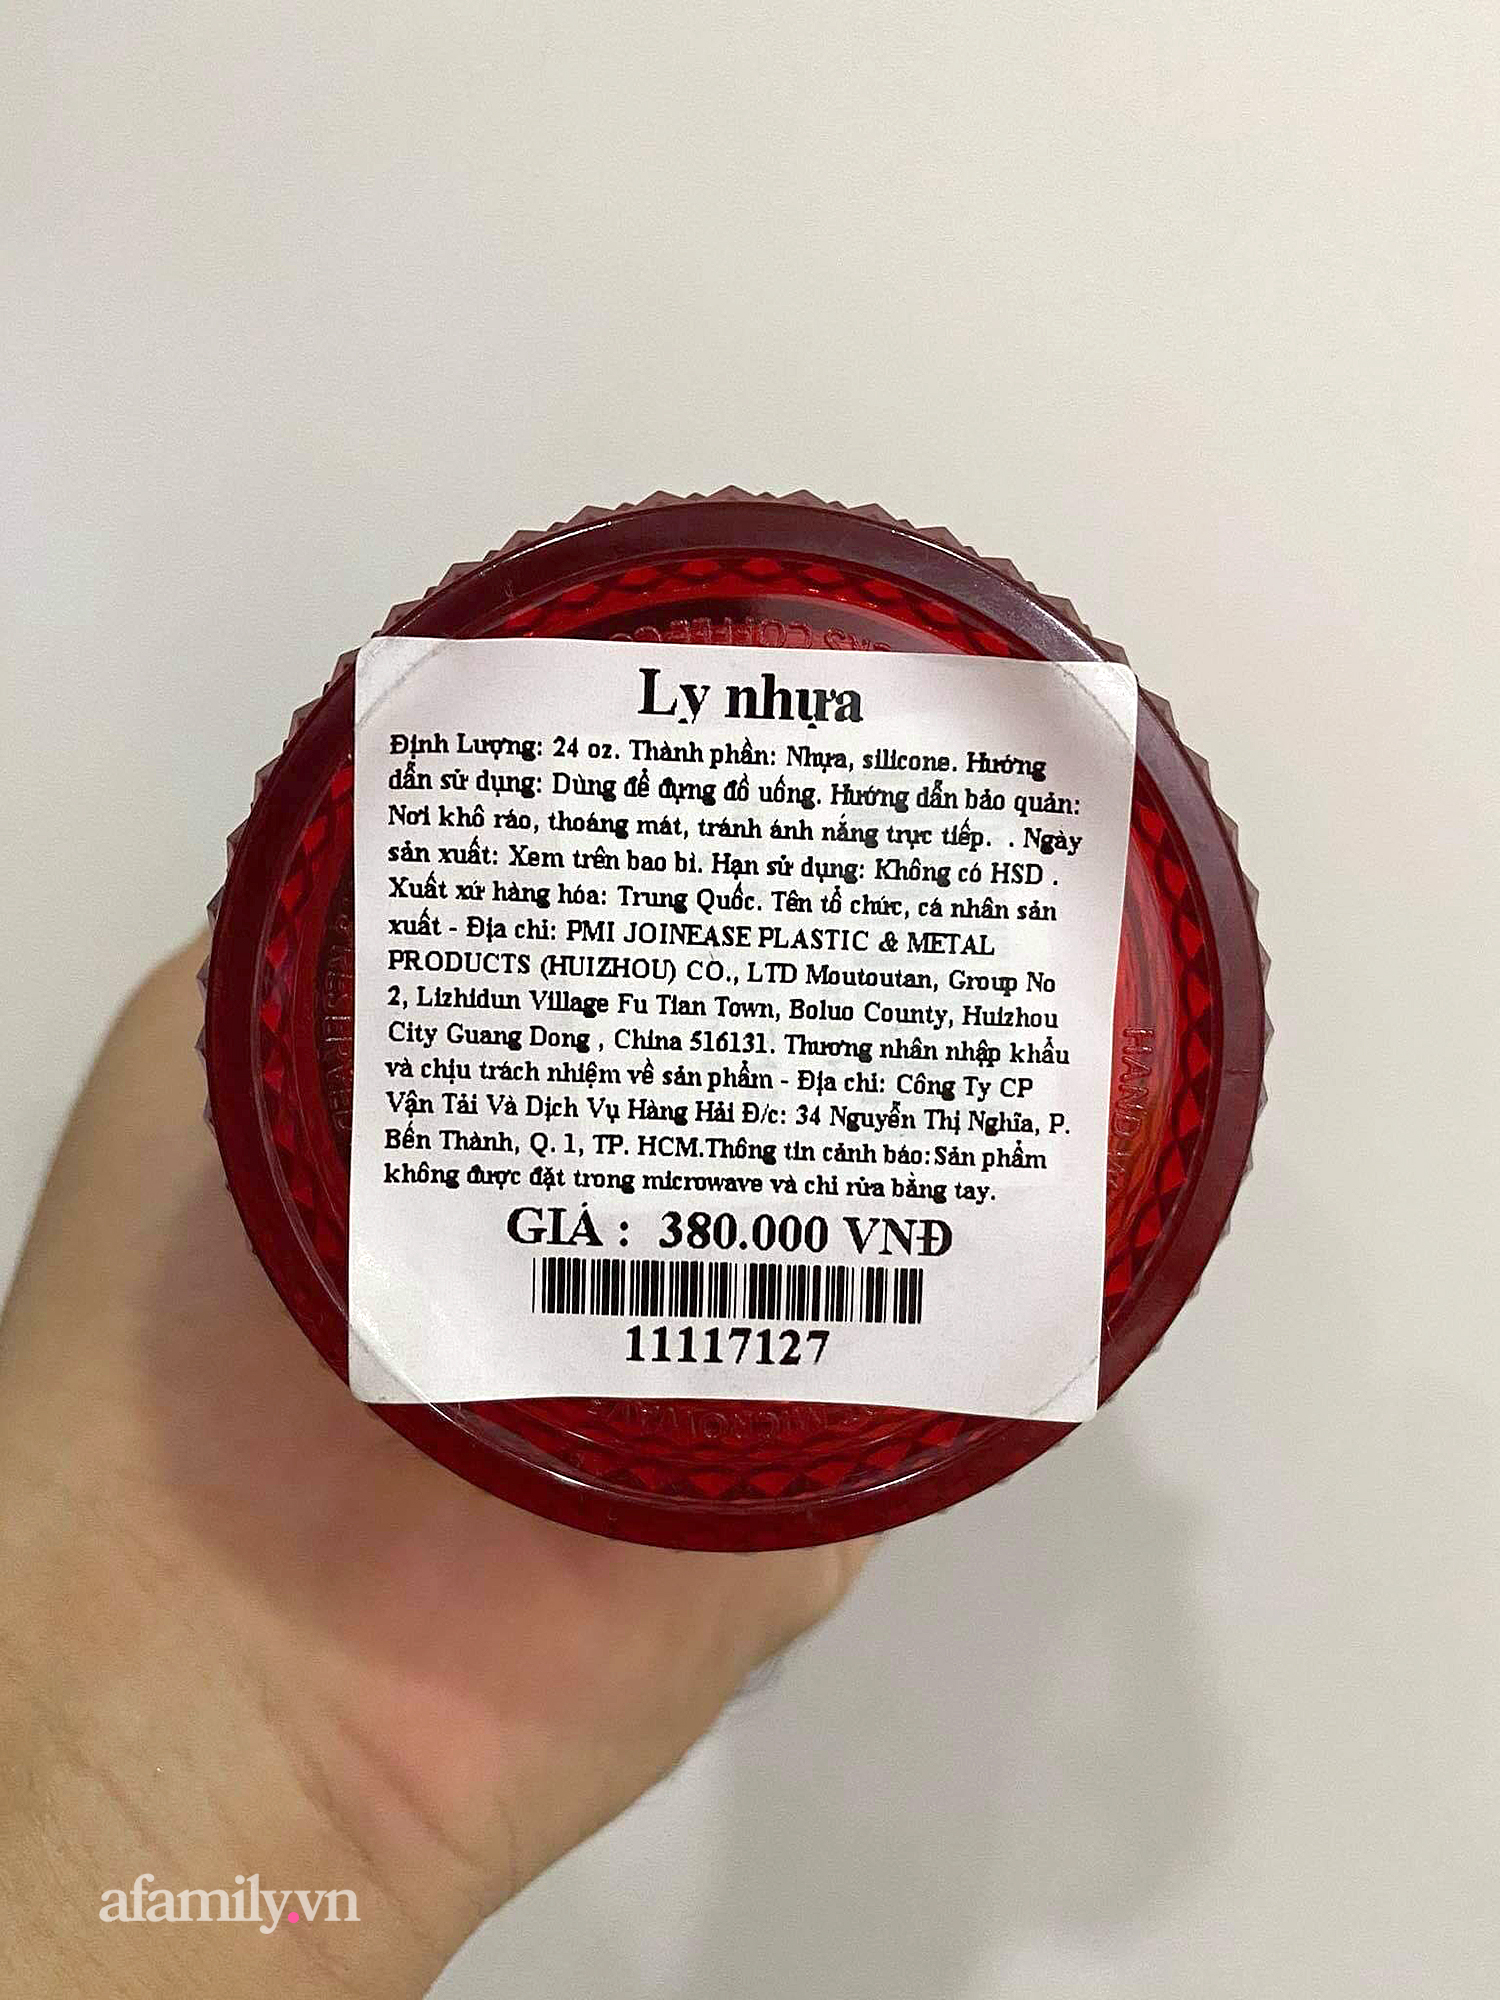 Ly nhựa
Định Lượng: 24 oz. Thành phần: Nhựa, silicone. Hướng
dẫn sử dụng: Dùng để đựng đồ uống. Hướng dẫn bảo quản:
Nơi khô ráo, thoáng mát, tránh ánh nắng trực tiếp. . Ngày
sản xuất: Xem trên bao bì. Hạn sử dụng: Không có HSD .
Xuất xứ hàng hóa: Trung Quốc. Tên tổ chức, cá nhân sản
xuất - Địa chỉ: PMI JOINEASE PLASTIC & METAL
PRODUCTS (HUIZHOU) CO., LTD Moutoutan, Group No
2, Lizhidun Village Fu Tian Town, Boluo County, Huizhou
City Guang Dong , China 516131. Thương nhân nhập khẩu
và chịu trách nhiệm về sản phẩm - Địa chỉ: Công Ty CP
Vận Tải Và Dịch Vụ Hàng Hải Đ/c: 34 Nguyễn Thị Nghĩa, P.
Bến Thành, Q. 1, TP. HCM.Thông tin cảnh báo:Sản phẩm
không được đặt trong microwave và chỉ rửa bằng tay.
GIÁ : 380.000 VNĐ
11117127
HAND
afamily.vn